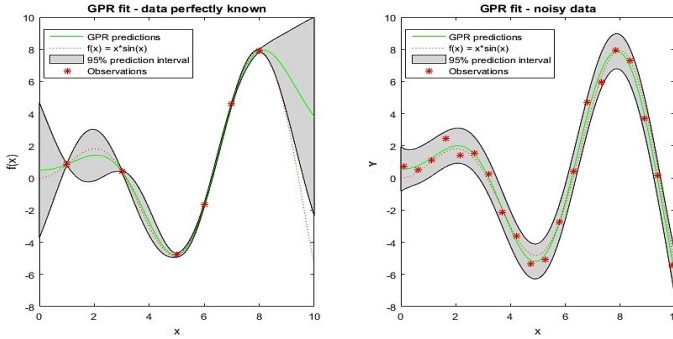 GPR fit - data perfectly known
10
8
6
4
2
0
-2
-4
-6
-8
f(x)
GPR predictions
f(x) = x*sin(x)
95% prediction interval
Observations
0 2 4 6 8 10
x
GPR fit - noisy data
10
8
6
4
2
0
-2
-4
-6
-8
Y
GPR predictions
f(x) = x*sin(x)
95% prediction interval
Observations
0 2 4 6 8 10
x